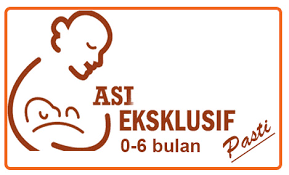 ASI
EKSKLUSIF
0-6 bulan
Pasti